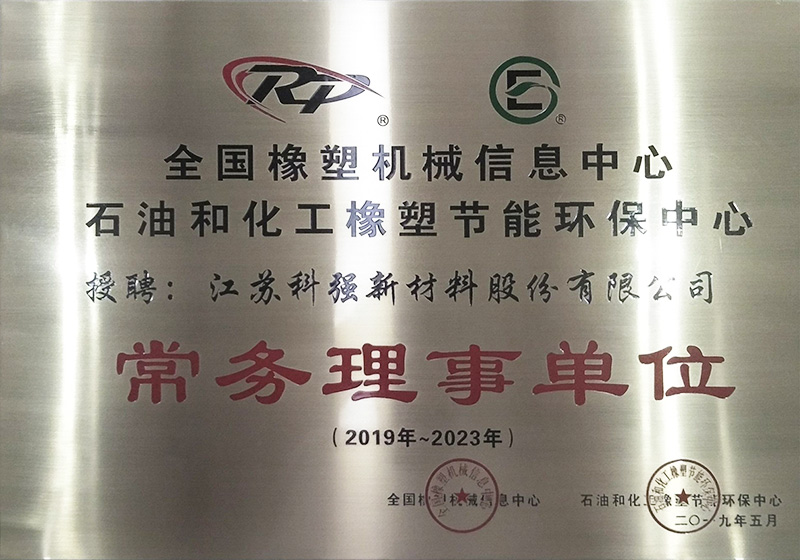 RP®
E®
全国橡塑机械信息中心
石油和化工橡塑节能环保中心
授聘：江苏科强新材料股份有限公司
常务理事单位
（2019年~2023年）
全国橡塑机械信息中心 石油和化工橡塑节能环保中心
二〇一九年五月